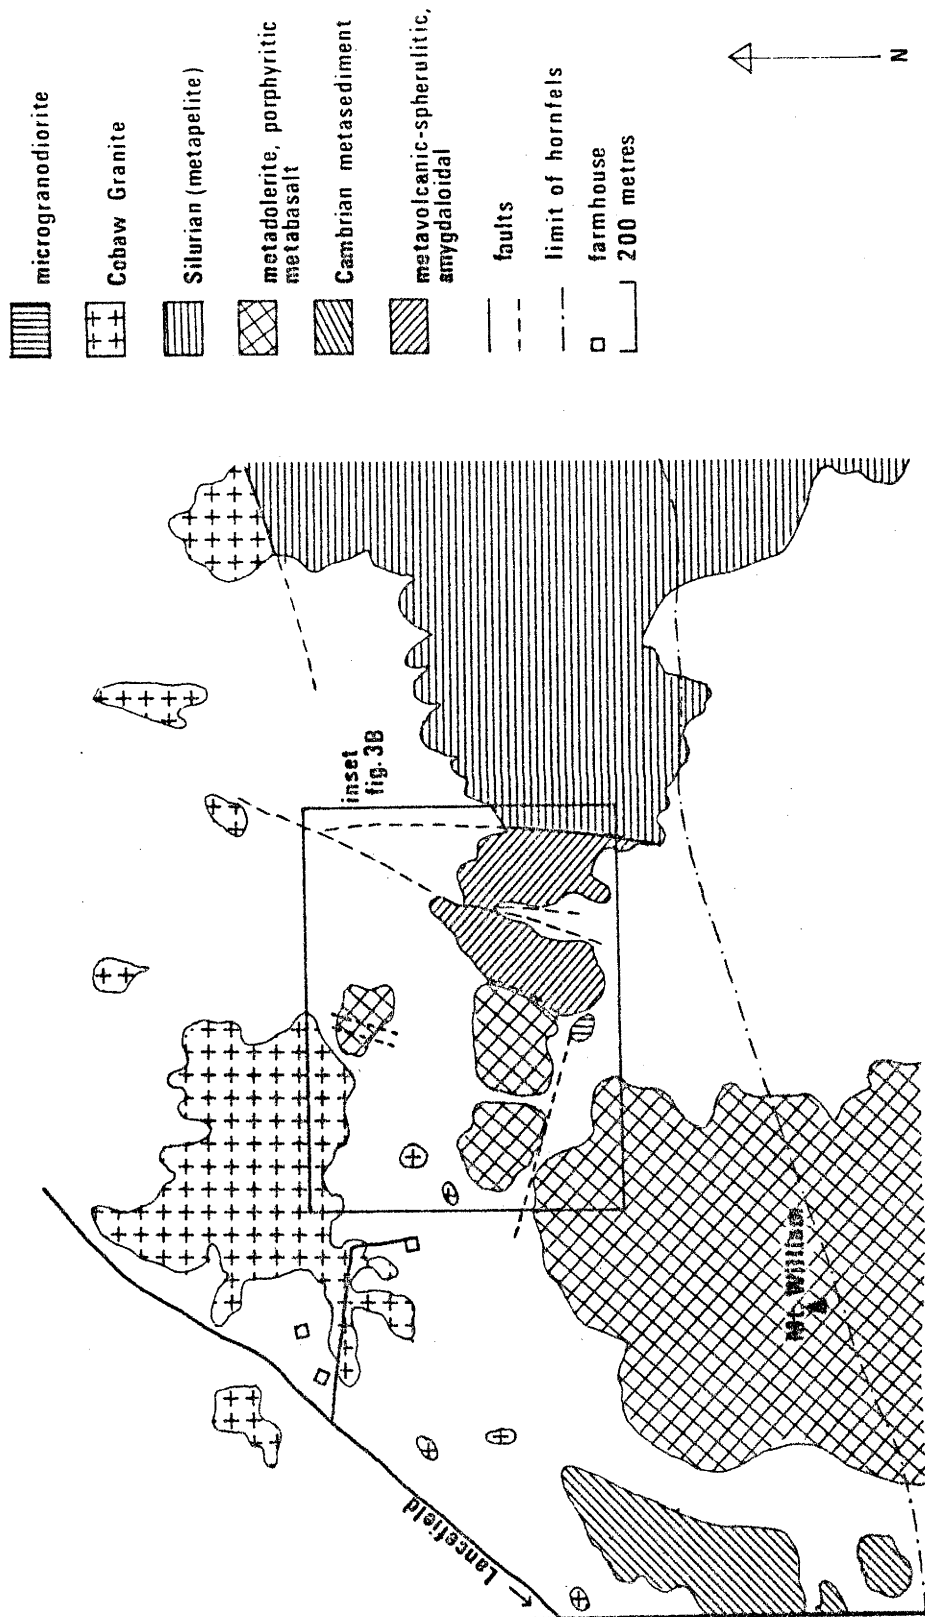 microgranodiorite
Cobaw Granite
Silurian (metapelite)
metadolerite, porphyritic
metabasalt
Cambrian metasediment
metavolcanic-spherulitic,
amygdaloidal
faults
limit of hornfels
farmhouse
200 metres
N
inset
fig. 3B
Mt. William
Lancefield